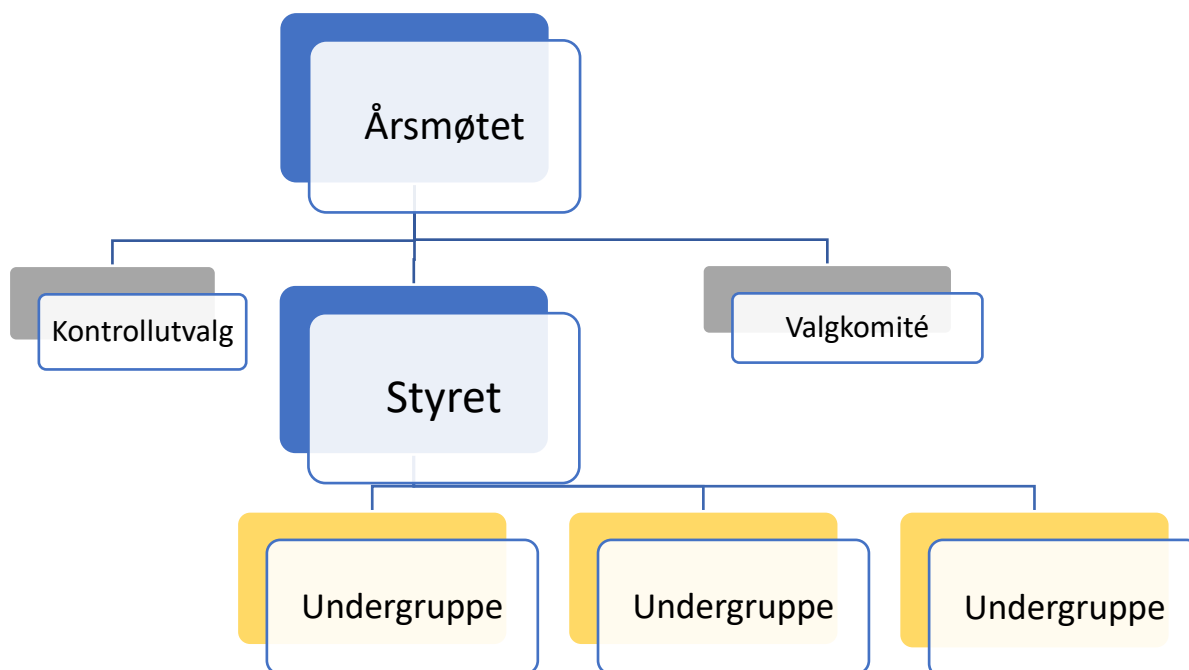 Årsmøtet
Kontrollutvalg
Valgkomité
Styret
Undergruppe
Undergruppe
Undergruppe